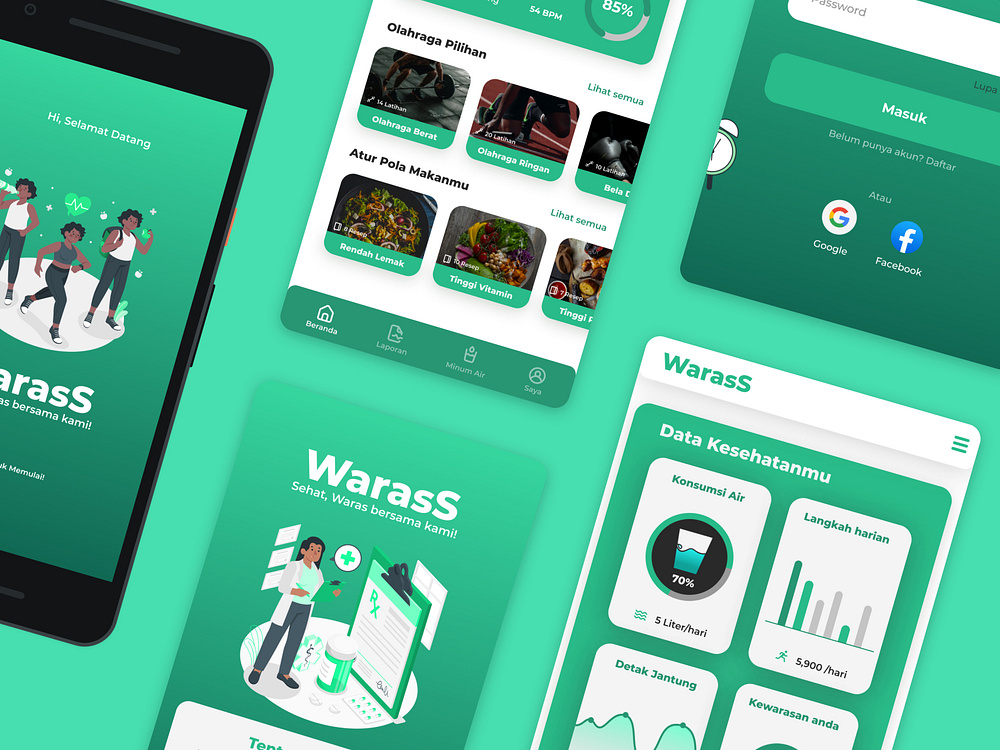 Hi, Selamat Datang
arasS
as bersama kami!
uk Memulai!
54 BPM
85%
Olahraga Pilihan
Lihat semua
14 Latihan
Olahraga Berat
20 Latihan
Olahraga Ringan
10 Latihan
Bela D
Atur Pola Makanmu
Lihat semua
8 Resep
Rendah Lemak
10 Resep
Tinggi Vitamin
7 Resep
Tinggi P
Beranda
Laporan
Minum Air
Saya
Password
Lupa
Masuk
Belum punya akun? Daftar
Atau
Google
Facebook
WarasS
Sehat, Waras bersama kami!
Rx
Tent
WarasS
Data Kesehatanmu
Konsumsi Air
70%
5 Liter/hari
Langkah harian
5,900 /hari
Detak Jantung
Kewarasan anda